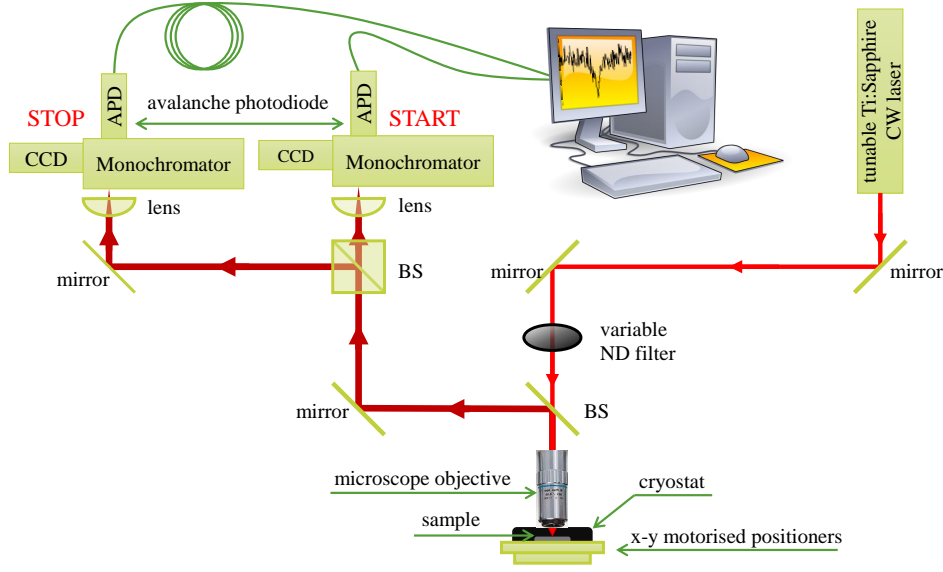 APD
STOP
avalanche photodiode
APD
START
CCD
Monochromator
CCD
Monochromator
tunable Ti:Sapphire
CW laser
lens
lens
mirror
BS
mirror
mirror
variable
ND filter
mirror
BS
microscope objective
cryostat
sample
x-y motorised positioners